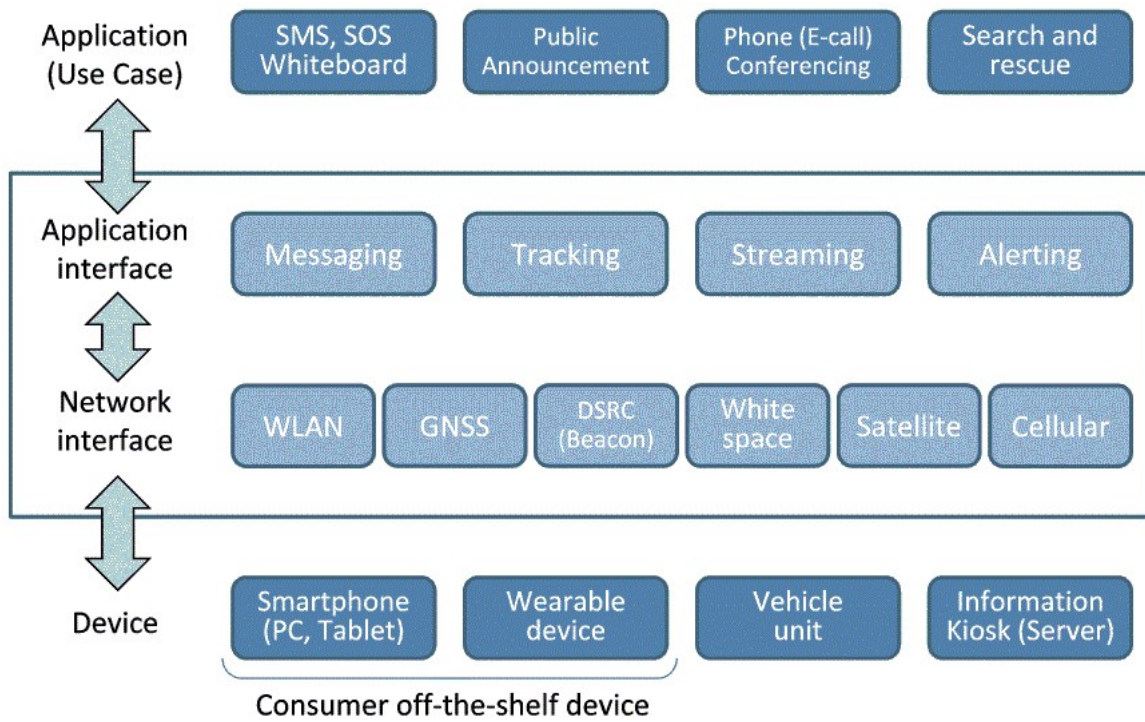 Application
(Use Case)
SMS, SOS
Whiteboard
Public
Announcement
Phone (E-call)
Conferencing
Search and
rescue
Application
interface
Messaging
Tracking
Streaming
Alerting
Network
interface
WLAN
GNSS
DSRC
(Beacon)
White
space
Satellite
Cellular
Device
Smartphone
(PC, Tablet)
Wearable
device
Vehicle
unit
Information
Kiosk (Server)
Consumer off-the-shelf device